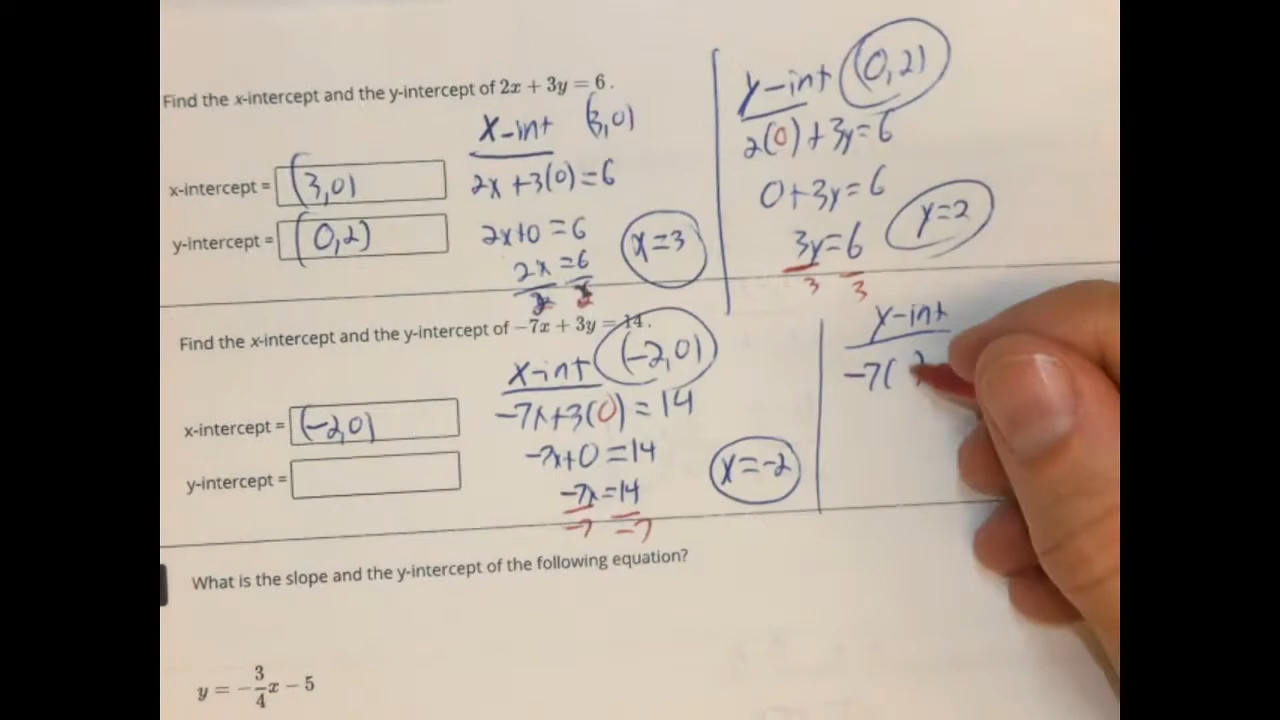 Find the x-intercept and the y-intercept of 2x + 3y = 6.
x-intercept = (3,0)
y-intercept = (0,2)
x-int (3,0)
2x + 3(0) = 6
2x+0 = 6
2x = 6
2 2
x = 3
y-int (0,2)
2(0) + 3y = 6
0 + 3y = 6
3y = 6
3 3
y = 2
Find the x-intercept and the y-intercept of −7x + 3y = 14.
x-intercept = (-2,0)
y-intercept =
x-int (-2,0)
-7x+3(0) = 14
-7x+0 = 14
-7x = 14
-7 -7
x = -2
y-int
-7( )
What is the slope and the y-intercept of the following equation?
y = −3/4x − 5